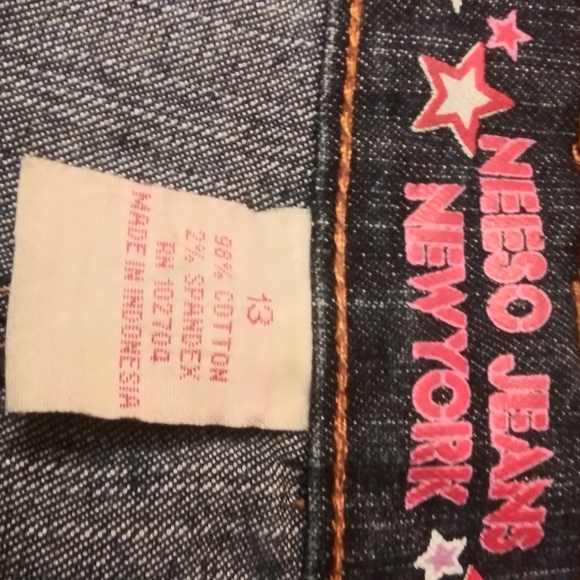 NEESO JEANS
NEW YORK
13
98% COTTON
2% SPANDEX
RN 102704
MADE IN INDONESIA